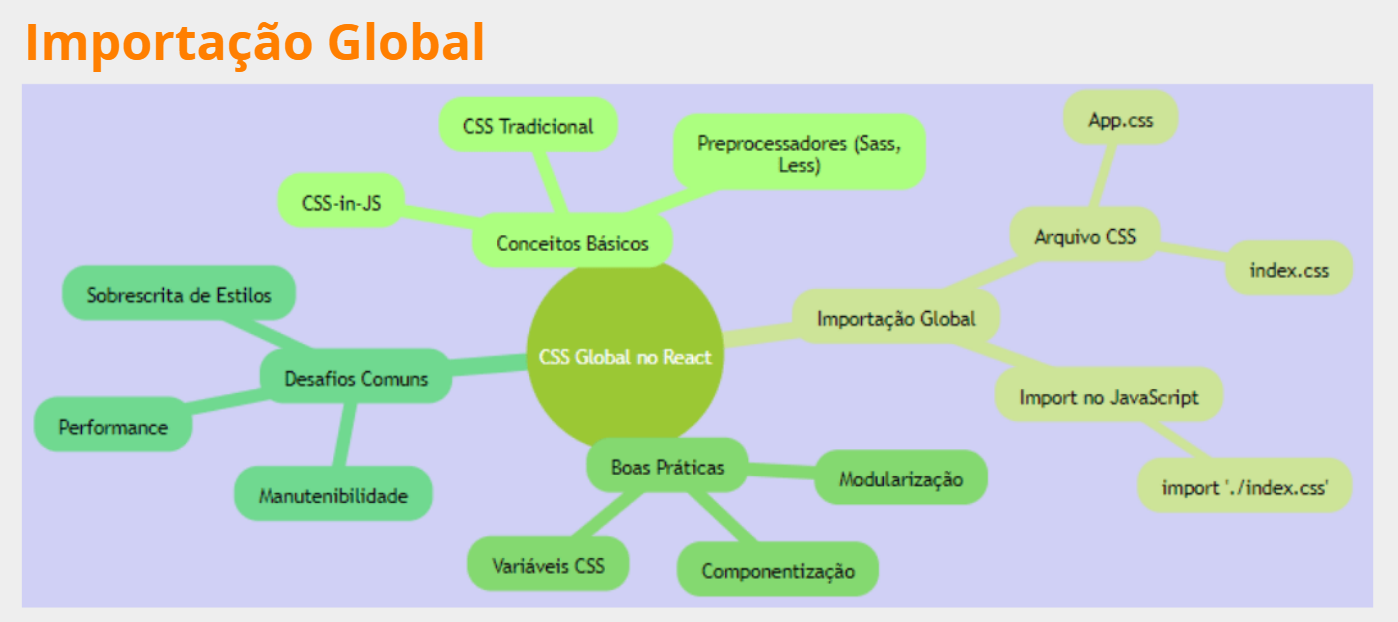 Importação Global
CSS Tradicional
Preprocessadores (Sass,
Less)
App.css
CSS-in-JS
Conceitos Básicos
Arquivo CSS
index.css
Sobrescrita de Estilos
Importação Global
CSS Global no React
Desafios Comuns
Import no JavaScript
Performance
Boas Práticas
Modularização
import './index.css'
Manutenibilidade
Variáveis CSS
Componentização